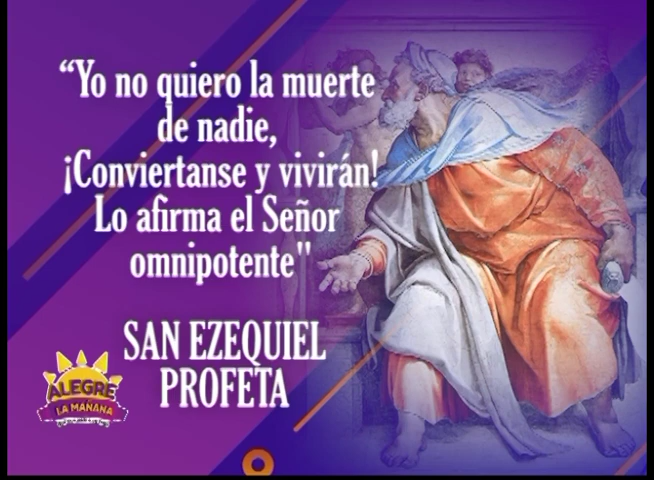 “Yo no quiero la muerte
de nadie,
¡Conviertanse y vivirán!
Lo afirma el Señor
omnipotente"
SAN EZEQUIEL
PROFETA
ALEGRE
LA MAÑANA